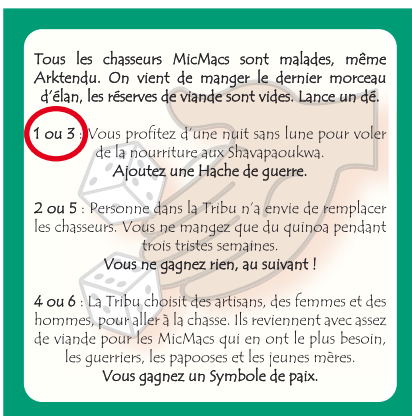 Tous les chasseurs MicMacs sont malades, même
Arktendu. On vient de manger le dernier morceau
d'élan, les réserves de viande sont vides. Lance un dé.
1 ou 3 : Vous profitez d'une nuit sans lune pour voler
de la nourriture aux Shavapaoukwa.
Ajoutez une Hache de guerre.
2 ou 5 : Personne dans la Tribu n'a envie de remplacer
les chasseurs. Vous ne mangez que du quinoa pendant
trois tristes semaines.
Vous ne gagnez rien, au suivant !
4 ou 6 : La Tribu choisit des artisans, des femmes et des
hommes, pour aller à la chasse. Ils reviennent avec assez
de viande pour les MicMacs qui en ont le plus besoin,
les guerriers, les papooses et les jeunes mères.
Vous gagnez un Symbole de paix.